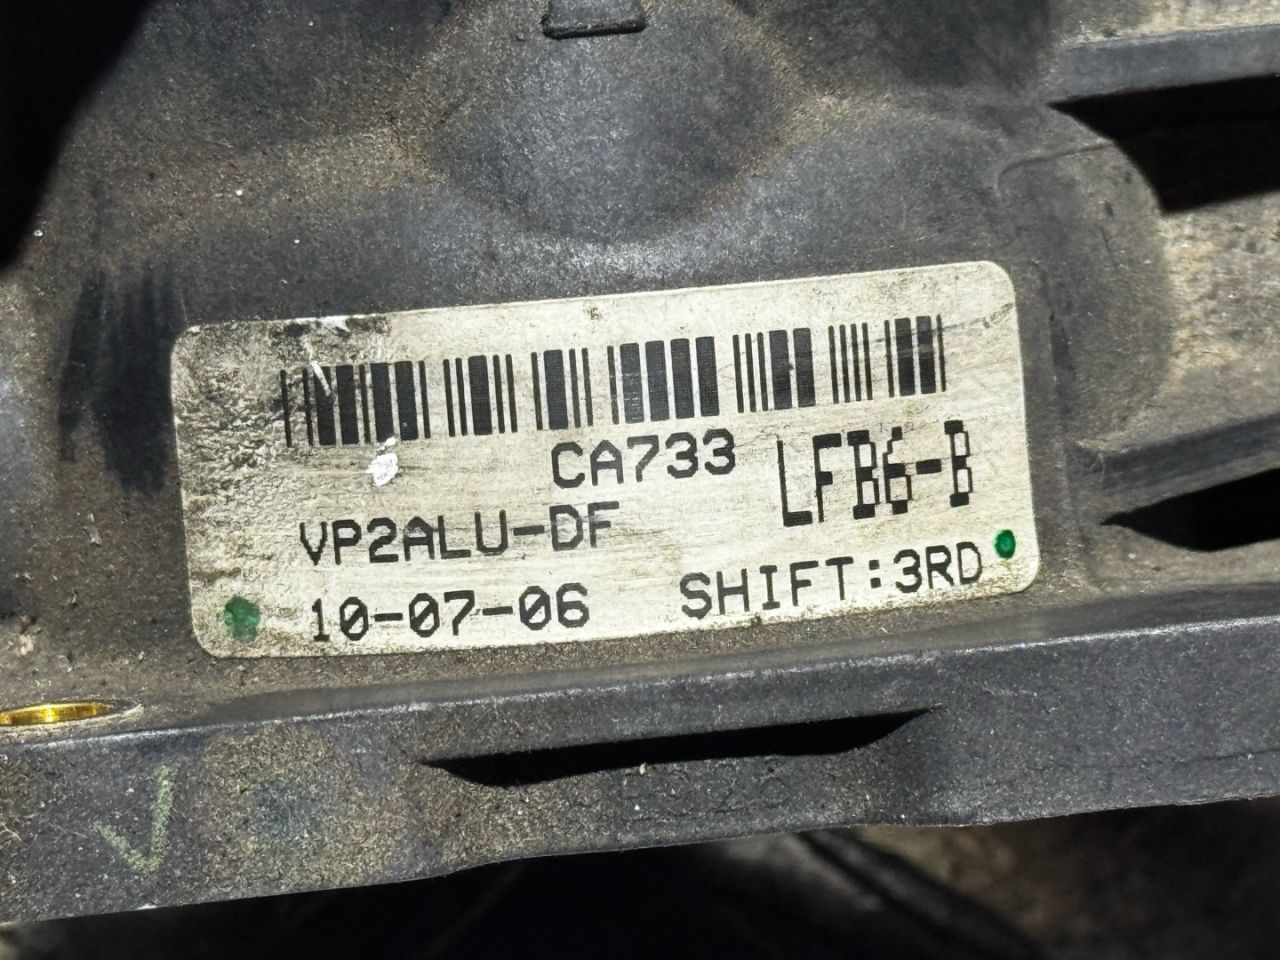 CA733
LFB6-B
VP2ALU-DF
10-07-06
SHIFT:3RD